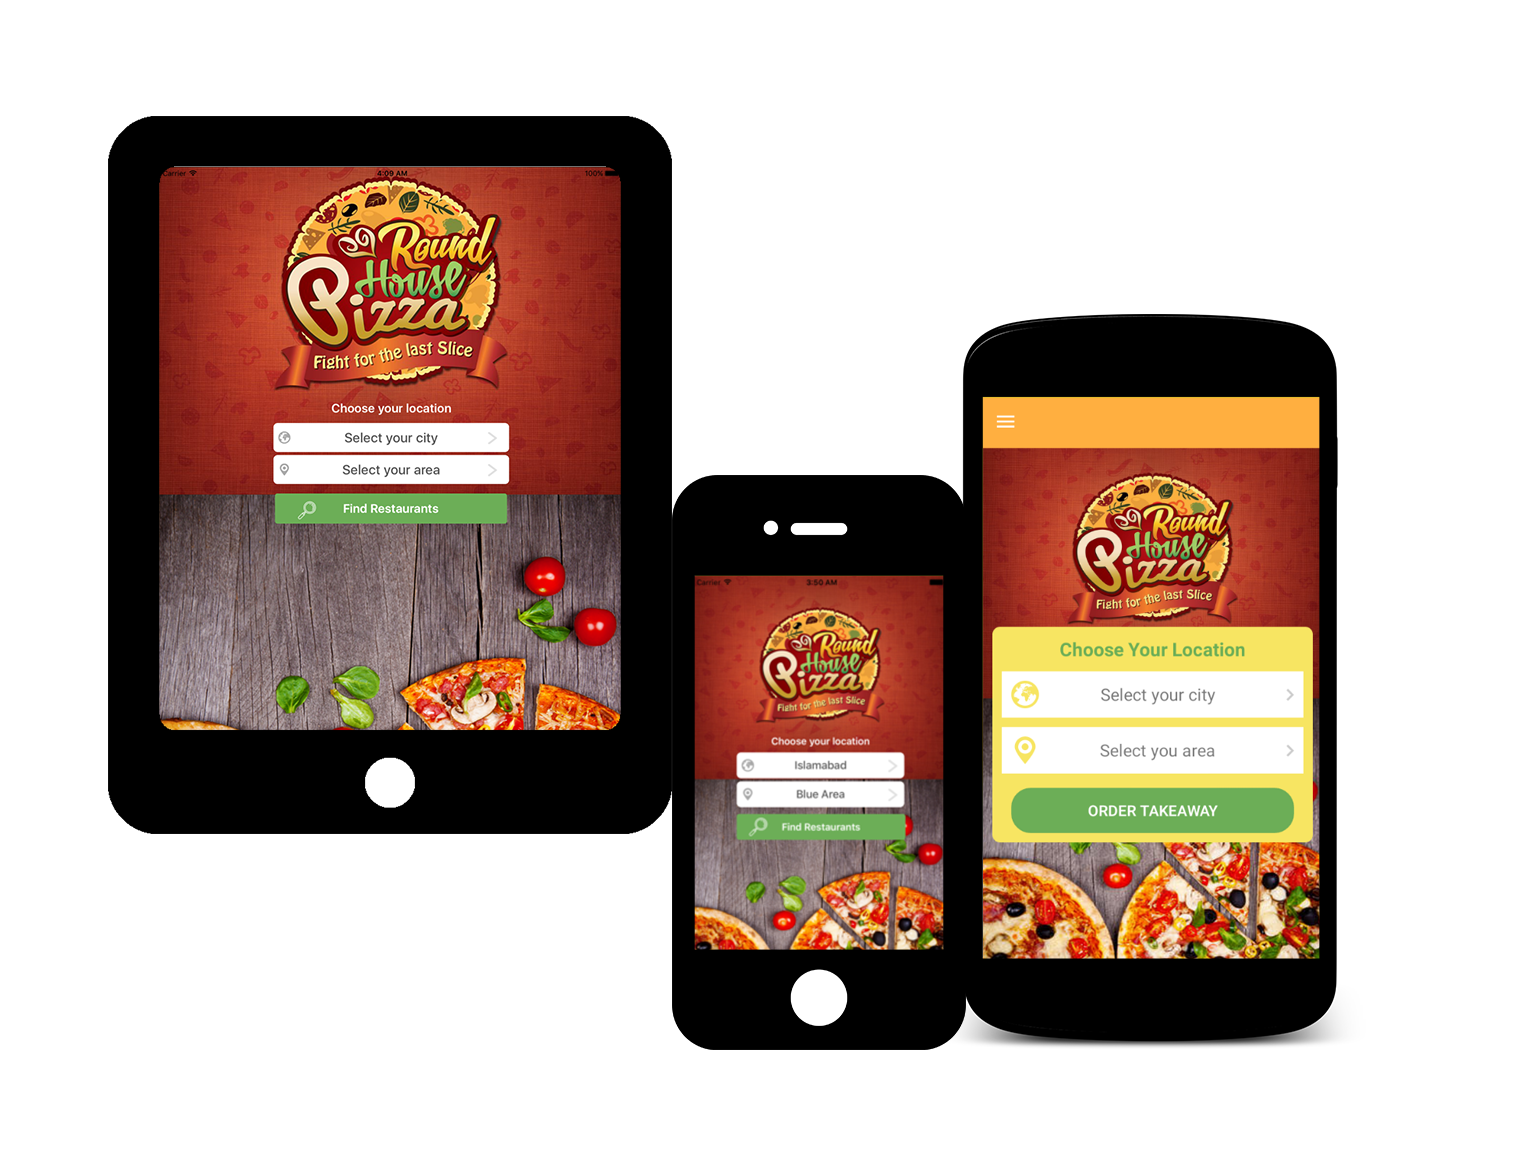 Carrier 4:09 AM 100%
Round
House
Pizza
Fight for the last Slice
Choose your location
Select your city
Select your area
Find Restaurants
Carrier 3:50 AM
Round
House
Pizza
Fight for the last Slice
Choose your location
Islamabad
Blue Area
Find Restaurants
Round
House
Pizza
Fight for the last Slice
Choose Your Location
Select your city
Select you area
ORDER TAKEAWAY